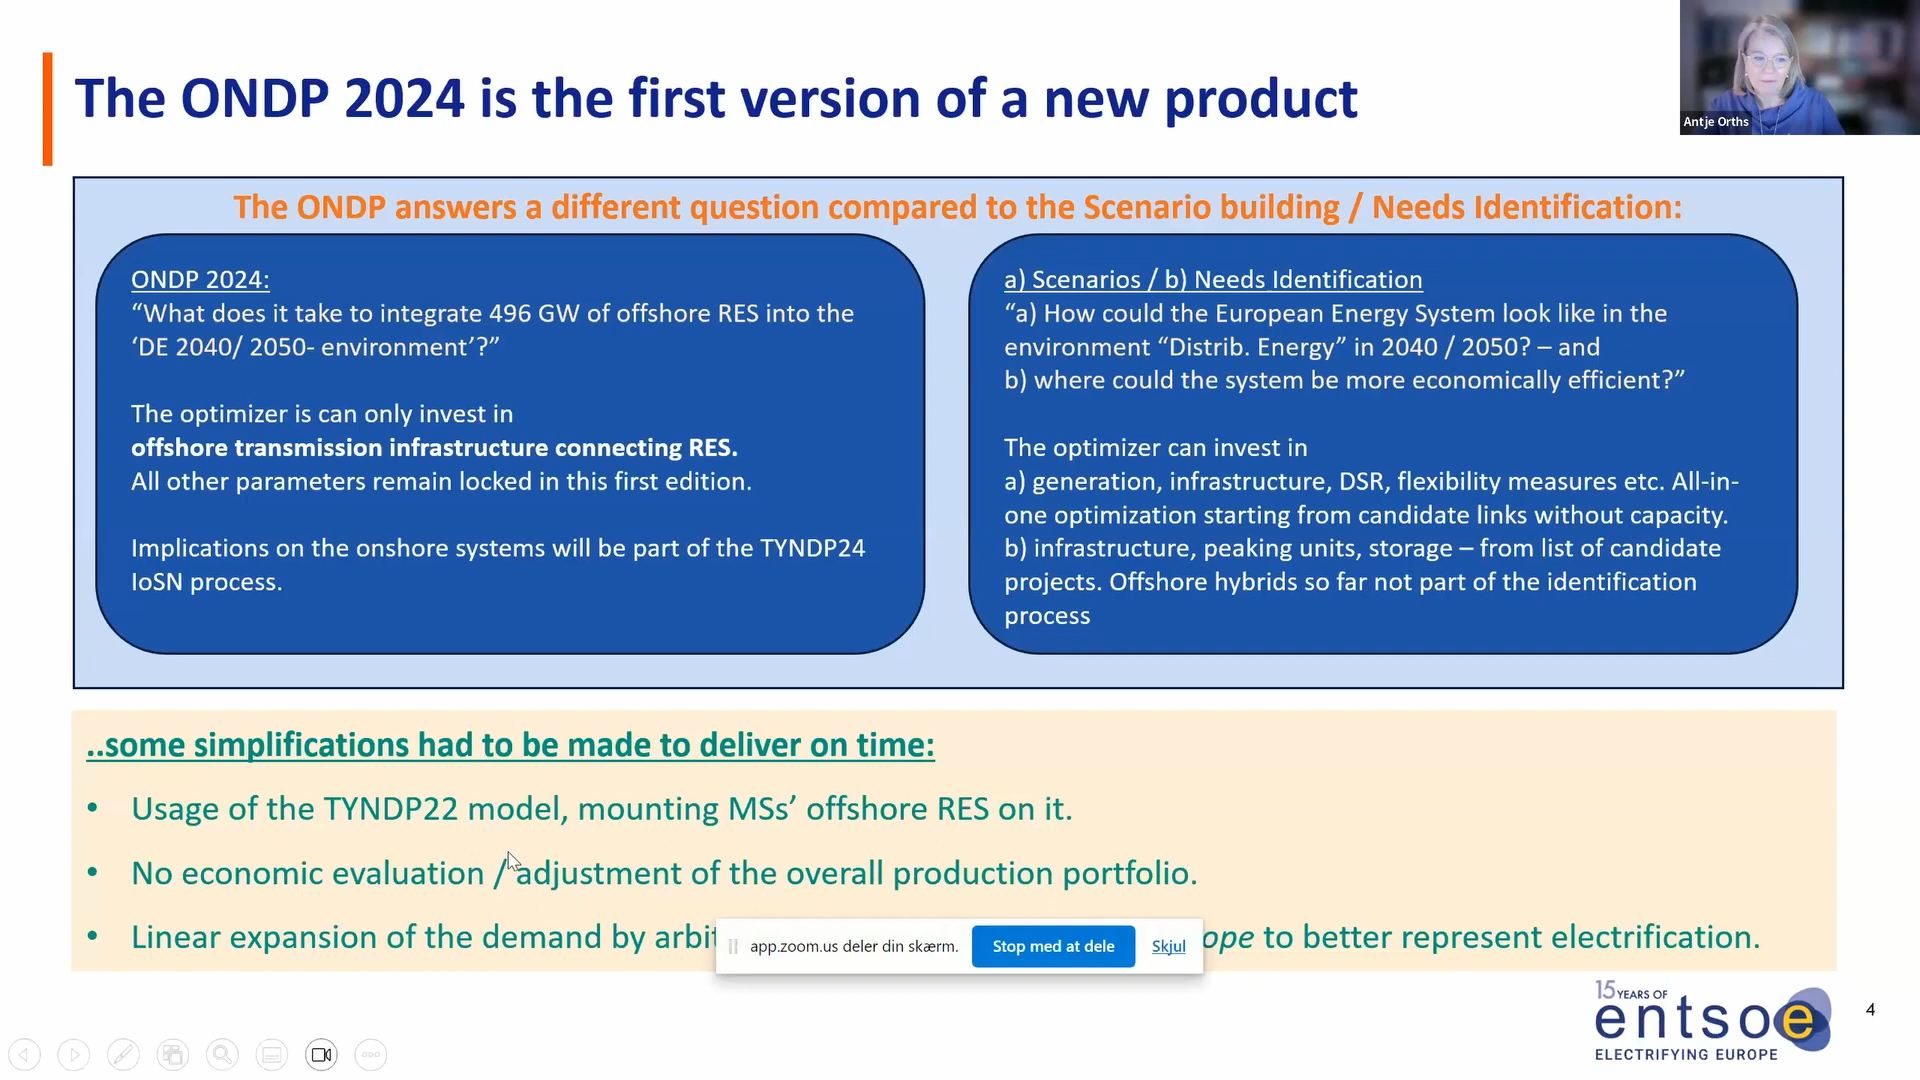 The ONDP 2024 is the first version of a new product
Antje Orths
The ONDP answers a different question compared to the Scenario building / Needs Identification:
ONDP 2024:
“What does it take to integrate 496 GW of offshore RES into the
‘DE 2040/ 2050- environment’?”
The optimizer is can only invest in
offshore transmission infrastructure connecting RES.
All other parameters remain locked in this first edition.
Implications on the onshore systems will be part of the TYNDP24
IoSN process.
a) Scenarios / b) Needs Identification
“a) How could the European Energy System look like in the
environment “Distrib. Energy” in 2040 / 2050? – and
b) where could the system be more economically efficient?”
The optimizer can invest in
a) generation, infrastructure, DSR, flexibility measures etc. All-in-
one optimization starting from candidate links without capacity.
b) infrastructure, peaking units, storage – from list of candidate
projects. Offshore hybrids so far not part of the identification
process
..some simplifications had to be made to deliver on time:
• Usage of the TYNDP22 model, mounting MSs’ offshore RES on it.
• No economic evaluation / adjustment of the overall production portfolio.
• Linear expansion of the demand by to better represent electrification.
app.zoom.us deler din skærm.
Stop med at dele
Skjul
15 YEARS OF
entsoe
ELECTRIFYING EUROPE
4